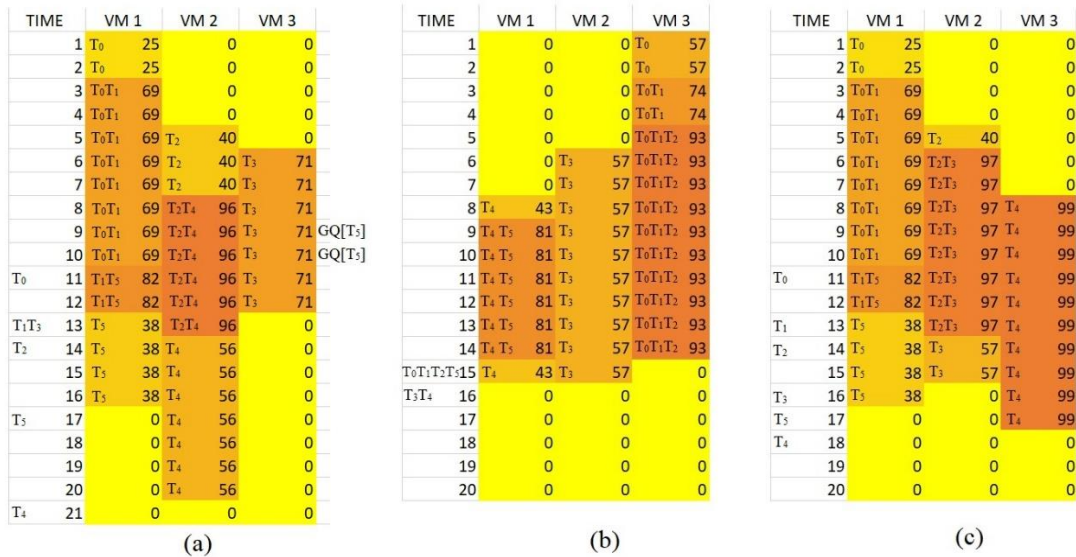 TIME VM 1 VM 2 VM 3
1 T₀ 25 0 0
2 T₀ 25 0 0
3 T₀T₁ 69 0 0
4 T₀T₁ 69 0 0
5 T₀T₁ 69 T₂ 40 0
6 T₀T₁ 69 T₂ 40 T₃ 71
7 T₀T₁ 69 T₂ 40 T₃ 71
8 T₀T₁ 69 T₂T₄ 96 T₃ 71
9 T₀T₁ 69 T₂T₄ 96 T₃ 71 GQ[T₅]
10 T₀T₁ 69 T₂T₄ 96 T₃ 71 GQ[T₅]
T₀ 11 T₁T₅ 82 T₂T₄ 96 T₃ 71
12 T₁T₅ 82 T₂T₄ 96 T₃ 71
T₁T₃ 13 T₅ 38 T₂T₄ 96 0
T₂ 14 T₅ 38 T₄ 56 0
15 T₅ 38 T₄ 56 0
16 T₅ 38 T₄ 56 0
T₅ 17 0 T₄ 56 0
18 0 T₄ 56 0
19 0 T₄ 56 0
20 0 T₄ 56 0
T₄ 21 0 0 0
(a)
TIME VM 1 VM 2 VM 3
1 0 0 T₀ 57
2 0 0 T₀ 57
3 0 0 T₀T₁ 74
4 0 0 T₀T₁ 74
5 0 0 T₀T₁T₂ 93
6 0 T₃ 57 T₀T₁T₂ 93
7 0 T₃ 57 T₀T₁T₂ 93
8 T₄ 43 T₃ 57 T₀T₁T₂ 93
9 T₄ T₅ 81 T₃ 57 T₀T₁T₂ 93
10 T₄ T₅ 81 T₃ 57 T₀T₁T₂ 93
11 T₄ T₅ 81 T₃ 57 T₀T₁T₂ 93
12 T₄ T₅ 81 T₃ 57 T₀T₁T₂ 93
13 T₄ T₅ 81 T₃ 57 T₀T₁T₂ 93
14 T₄ T₅ 81 T₃ 57 T₀T₁T₂ 93
T₀T₁T₂T₅ 15 T₄ 43 T₃ 57 0
T₃T₄ 16 0 0 0
17 0 0 0
18 0 0 0
19 0 0 0
20 0 0 0
(b)
TIME VM 1 VM 2 VM 3
1 T₀ 25 0 0
2 T₀ 25 0 0
3 T₀T₁ 69 0 0
4 T₀T₁ 69 0 0
5 T₀T₁ 69 T₂ 40 0
6 T₀T₁ 69 T₂T₃ 97 0
7 T₀T₁ 69 T₂T₃ 97 0
8 T₀T₁ 69 T₂T₃ 97 T₄ 99
9 T₀T₁ 69 T₂T₃ 97 T₄ 99
10 T₀T₁ 69 T₂T₃ 97 T₄ 99
T₀ 11 T₁T₅ 82 T₂T₃ 97 T₄ 99
12 T₁T₅ 82 T₂T₃ 97 T₄ 99
T₁ 13 T₅ 38 T₂T₃ 97 T₄ 99
T₂ 14 T₅ 38 T₃ 57 T₄ 99
15 T₅ 38 T₃ 57 T₄ 99
T₃ 16 T₅ 38 0 T₄ 99
T₅ 17 0 0 T₄ 99
T₄ 18 0 0 0
19 0 0 0
20 0 0 0
(c)